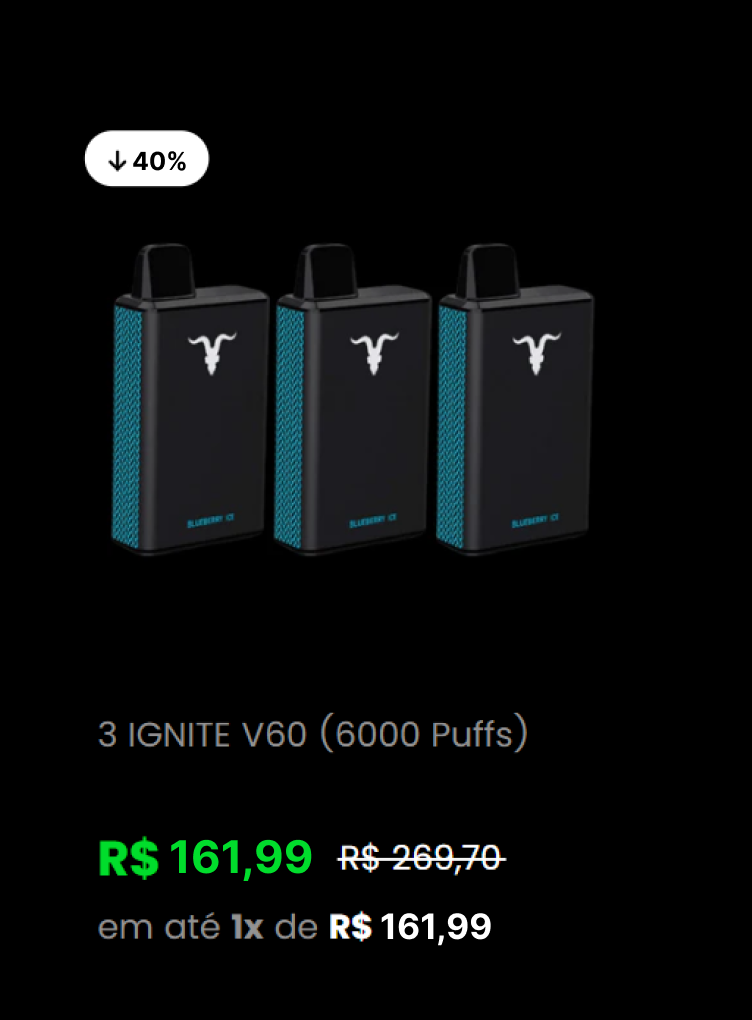 ↓ 40%
BLUEBERRY ICE BLUEBERRY ICE BLUEBERRY ICE
3 IGNITE V60 (6000 Puffs)
R$ 161,99 R$ 269,70
em até 1x de R$ 161,99